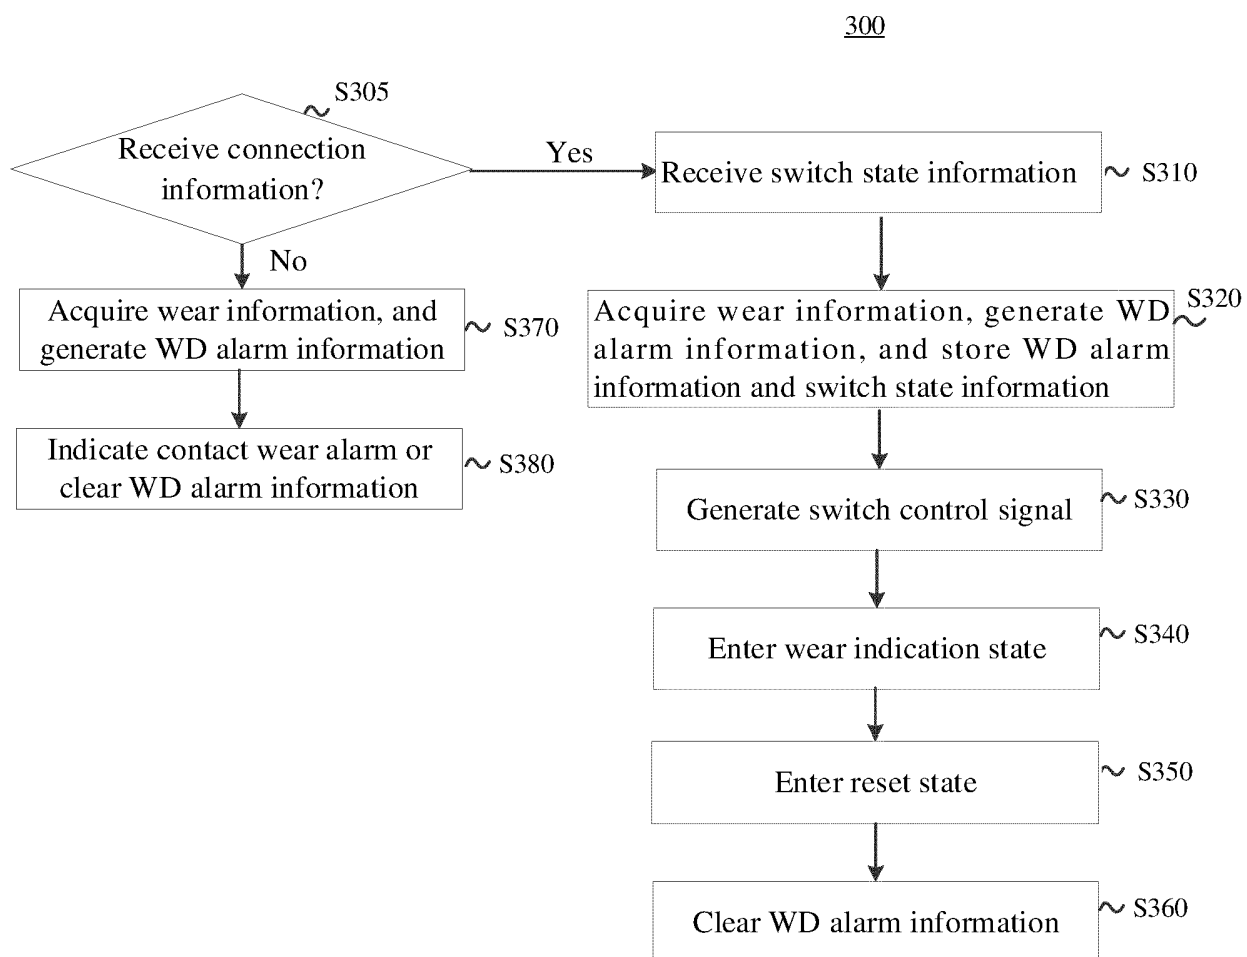 300
S305
Receive connection
information?
Yes
Receive switch state information
S310
No
Acquire wear information, and
generate WD alarm information
S370
Acquire wear information, generate WD
alarm information, and store WD alarm
information and switch state information
S320
Indicate contact wear alarm or
clear WD alarm information
S380
Generate switch control signal
S330
Enter wear indication state
S340
Enter reset state
S350
Clear WD alarm information
S360